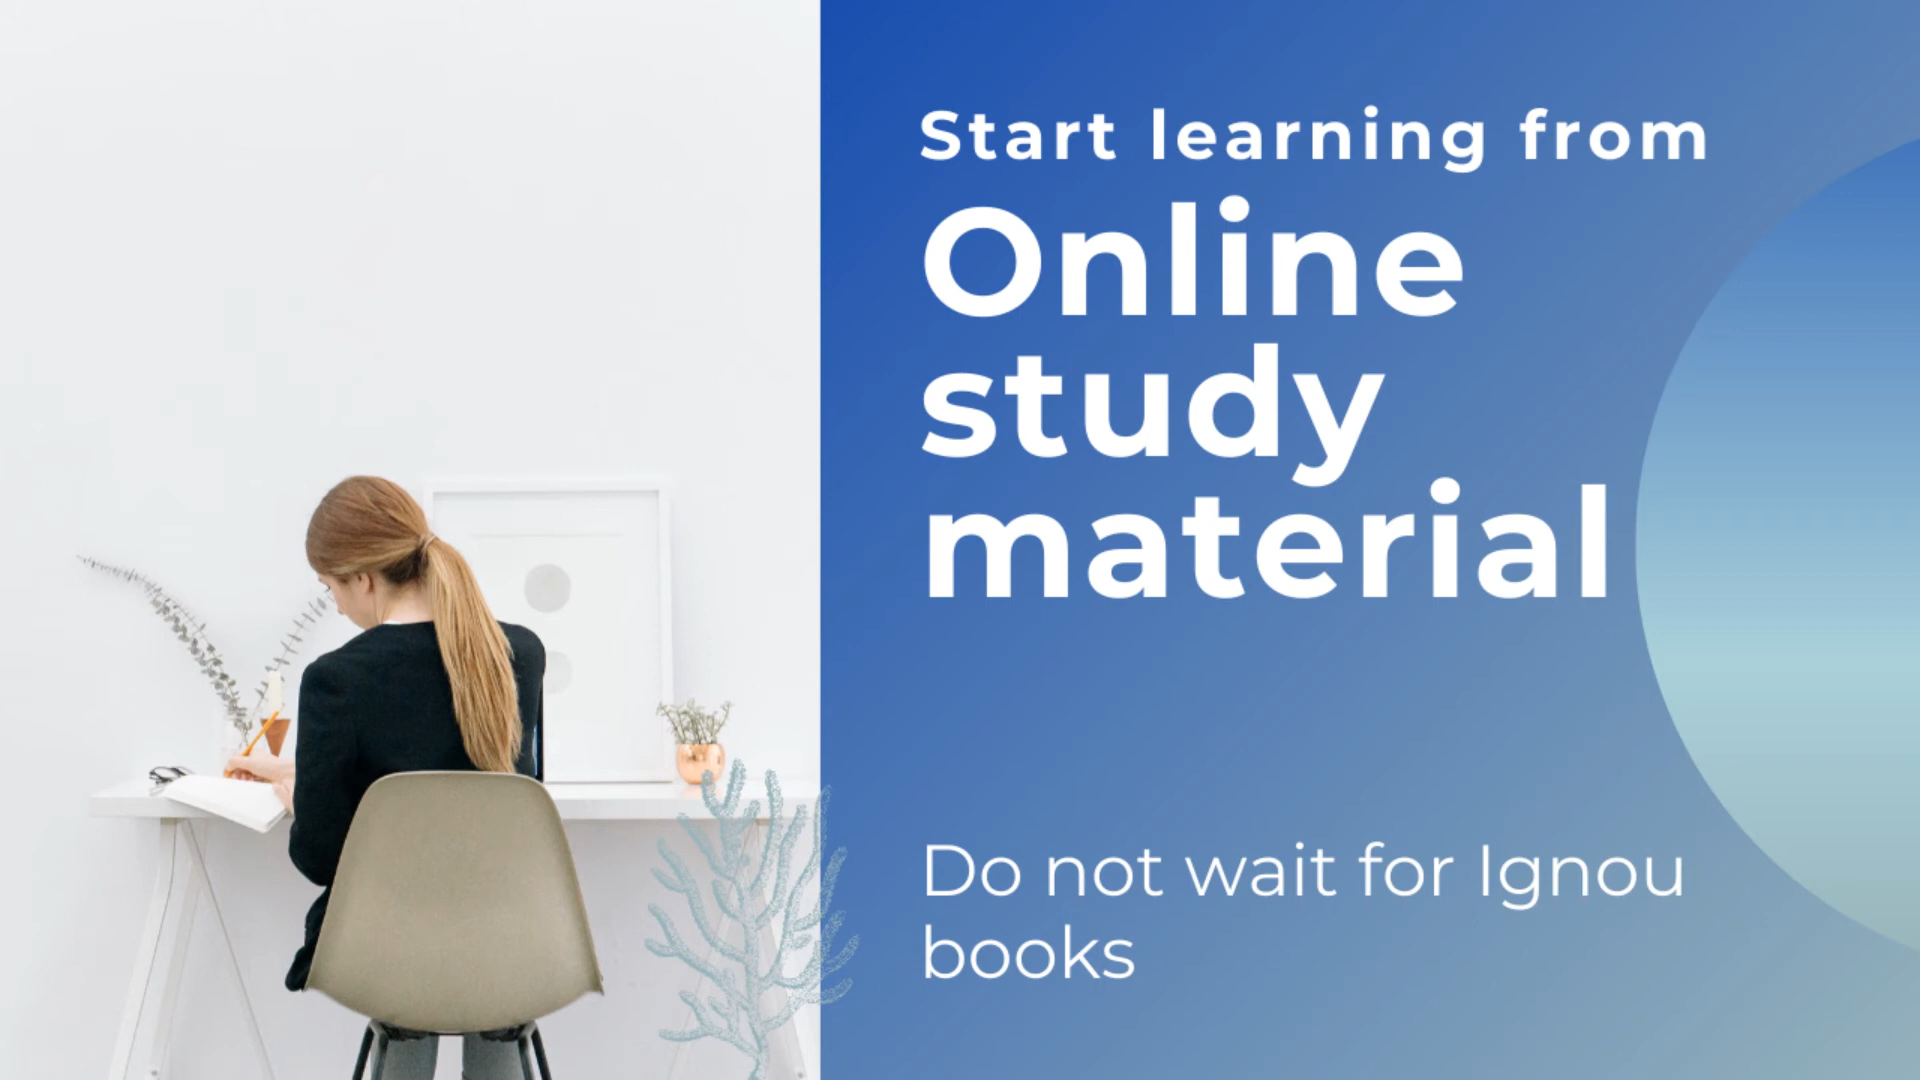 Start learning from
Online
study
material
Do not wait for Ignou
books